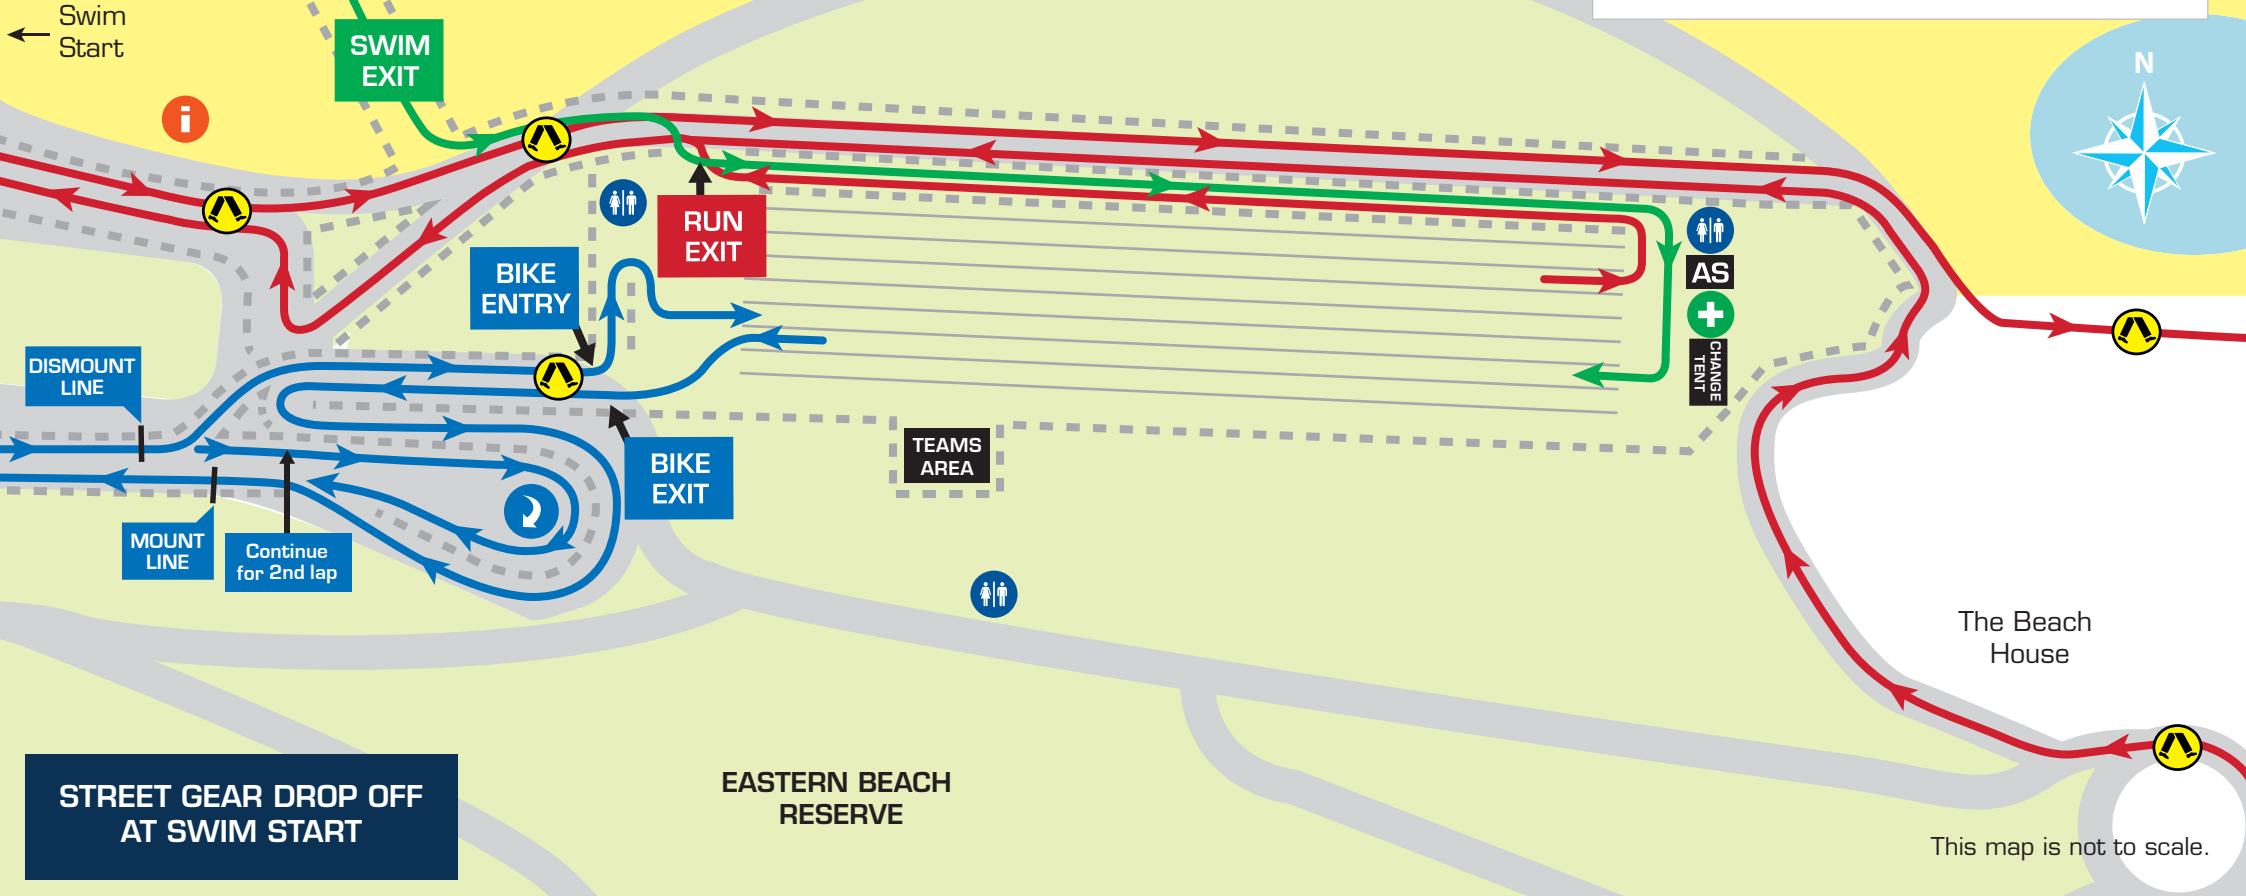 Swim
Start
SWIM
EXIT
N
i
RUN
EXIT
BIKE
ENTRY
AS
CHANGE
TENT
DISMOUNT
LINE
TEAMS
AREA
BIKE
EXIT
MOUNT
LINE
Continue
for 2nd lap
The Beach
House
STREET GEAR DROP OFF
AT SWIM START
EASTERN BEACH
RESERVE
This map is not to scale.